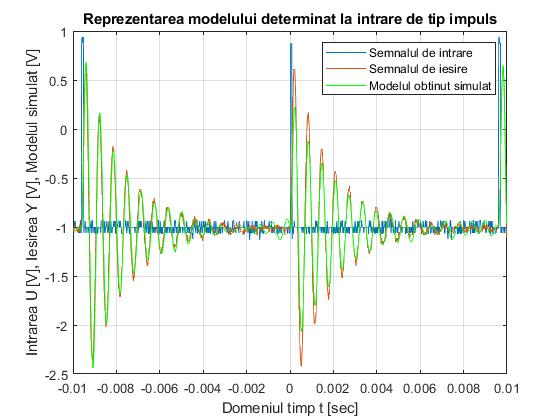 Reprezentarea modelului determinat la intrare de tip impuls
Intrarea U [V], Iesirea Y [V], Modelul simulat [V]
1
0.5
0
-0.5
-1
-1.5
-2
-2.5
Semnalul de intrare
Semnalul de iesire
Modelul obtinut simulat
-0.01 -0.008 -0.006 -0.004 -0.002 0 0.002 0.004 0.006 0.008 0.01
Domeniul timp t [sec]